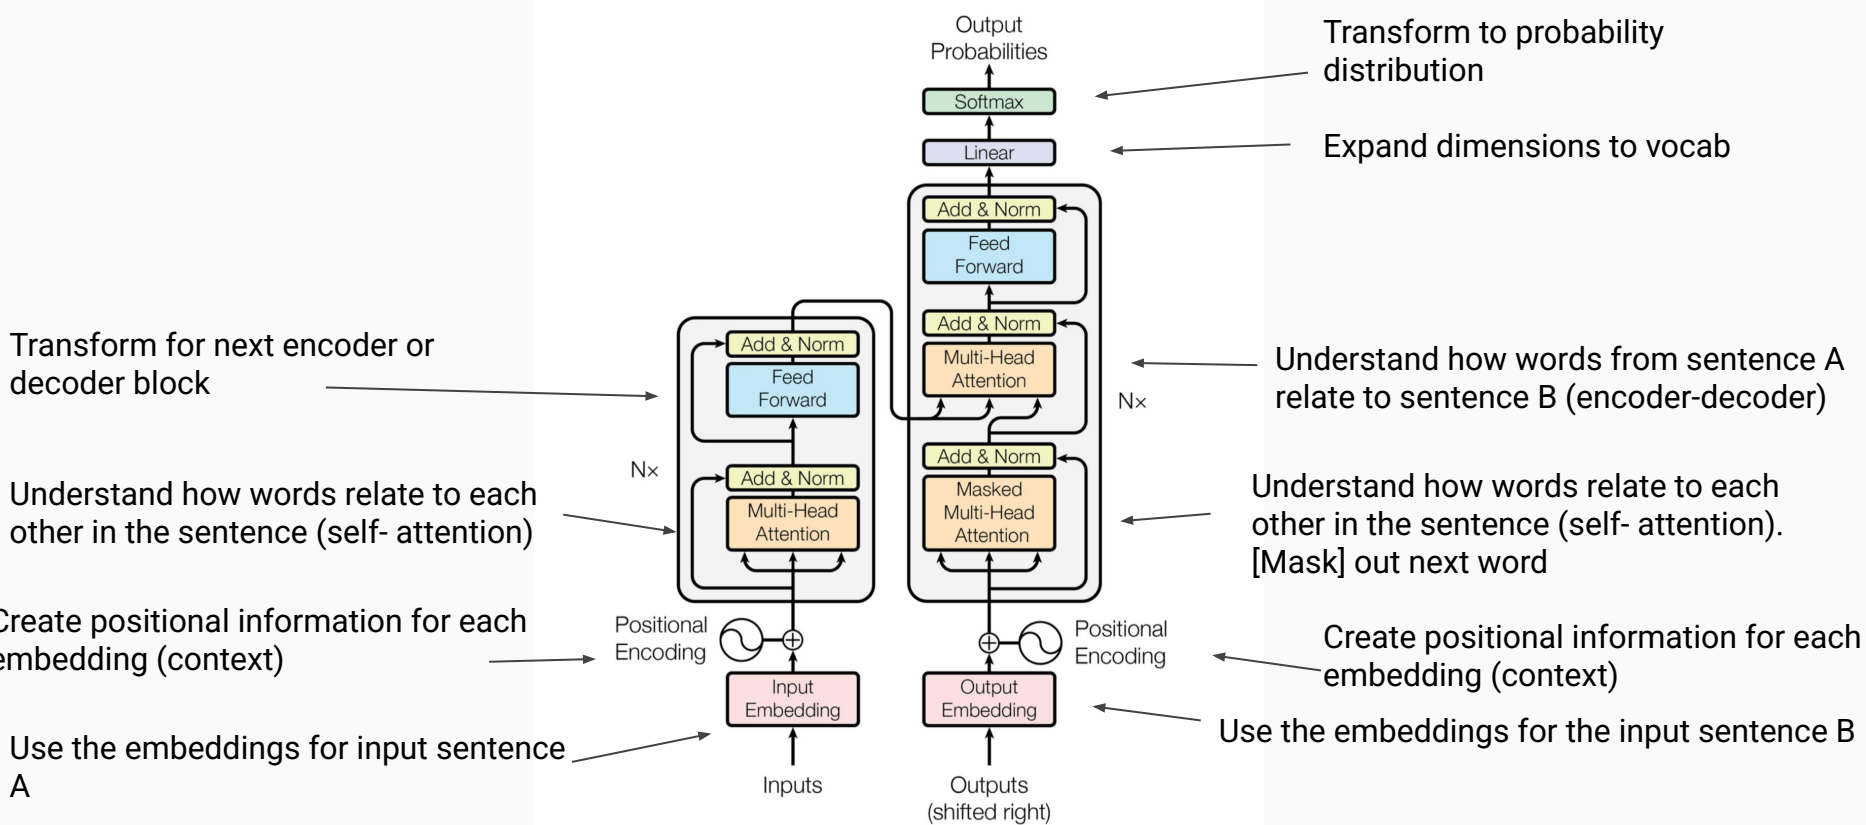 Output
Probabilities
Softmax
Linear
Add & Norm
Feed
Forward
Add & Norm
Multi-Head
Attention
Nx
Add & Norm
Masked
Multi-Head
Attention
Positional
Encoding
Output
Embedding
Outputs
(shifted right)
Add & Norm
Feed
Forward
Nx
Add & Norm
Multi-Head
Attention
Positional
Encoding
Input
Embedding
Inputs
Transform for next encoder or
decoder block
Understand how words relate to each
other in the sentence (self- attention)
Create positional information for each
embedding (context)
Use the embeddings for input sentence
A
Transform to probability
distribution
Expand dimensions to vocab
Understand how words from sentence A
relate to sentence B (encoder-decoder)
Understand how words relate to each
other in the sentence (self- attention).
[Mask] out next word
Create positional information for each
embedding (context)
Use the embeddings for the input sentence B